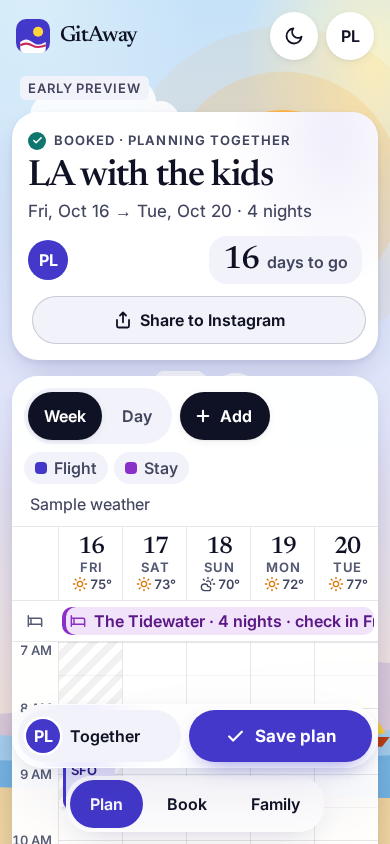 GitAway
PL
EARLY PREVIEW
BOOKED · PLANNING TOGETHER
LA with the kids
Fri, Oct 16 → Tue, Oct 20 · 4 nights
PL
16 days to go
Share to Instagram
Week
Day
+ Add
Flight
Stay
Sample weather
16 17 18 19 20
FRI SAT SUN MON TUE
75° 73° 70° 72° 77°
The Tidewater · 4 nights · check in
7 AM
PL
Together
Save plan
9 AM
SFO
Plan
Book
Family
10 AM